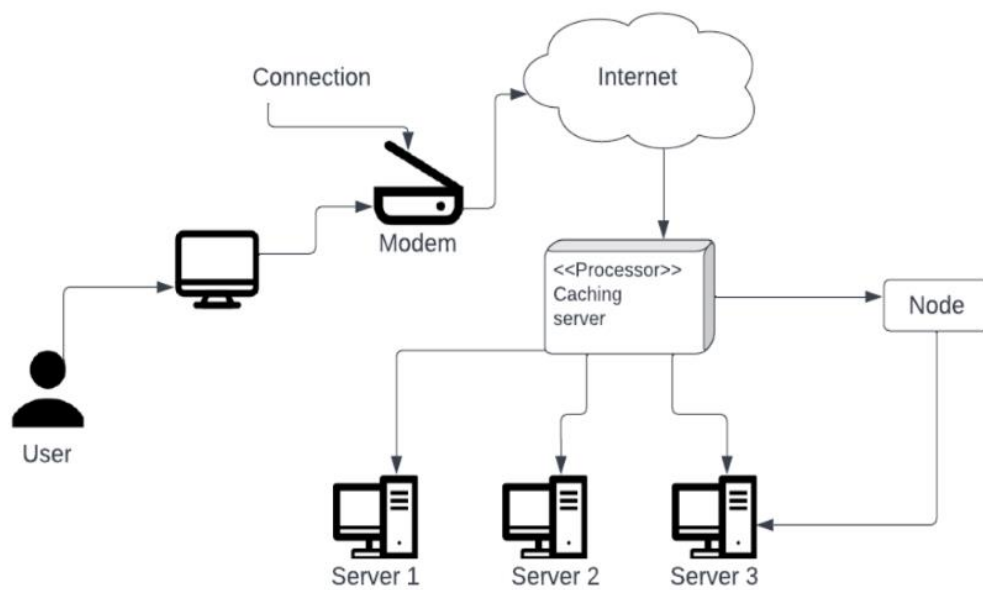 Internet
Connection
Modem
<<Processor>>
Caching
server
Node
User
Server 1
Server 2
Server 3